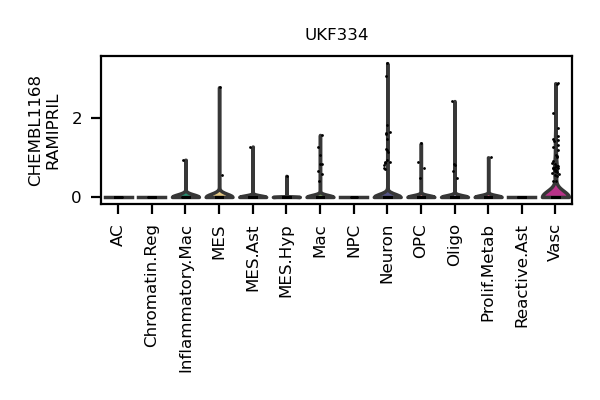 UKF334
CHEMBL1168
RAMIPRIL
2
0
AC
Chromatin.Reg
Inflammatory.Mac
MES
MES.Ast
MES.Hyp
Mac
NPC
Neuron
OPC
Oligo
Prolif.Metab
Reactive.Ast
Vasc